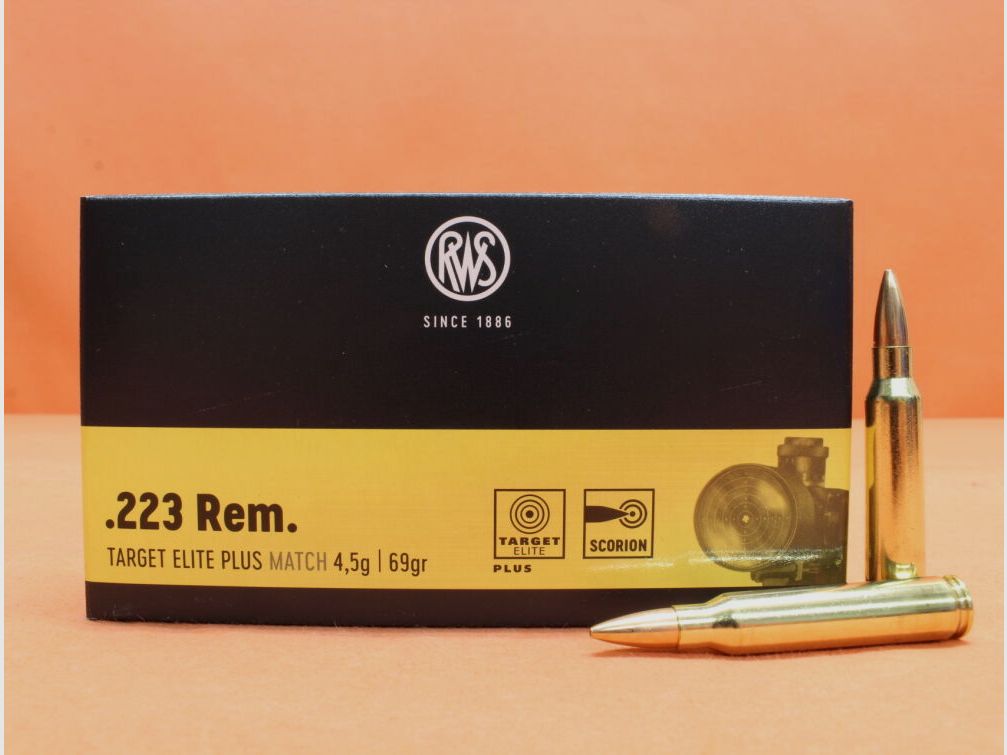 RWS
SINCE 1886
.223 Rem.
TARGET ELITE PLUS MATCH 4,5g | 69gr
TARGET
ELITE
PLUS
SCORION